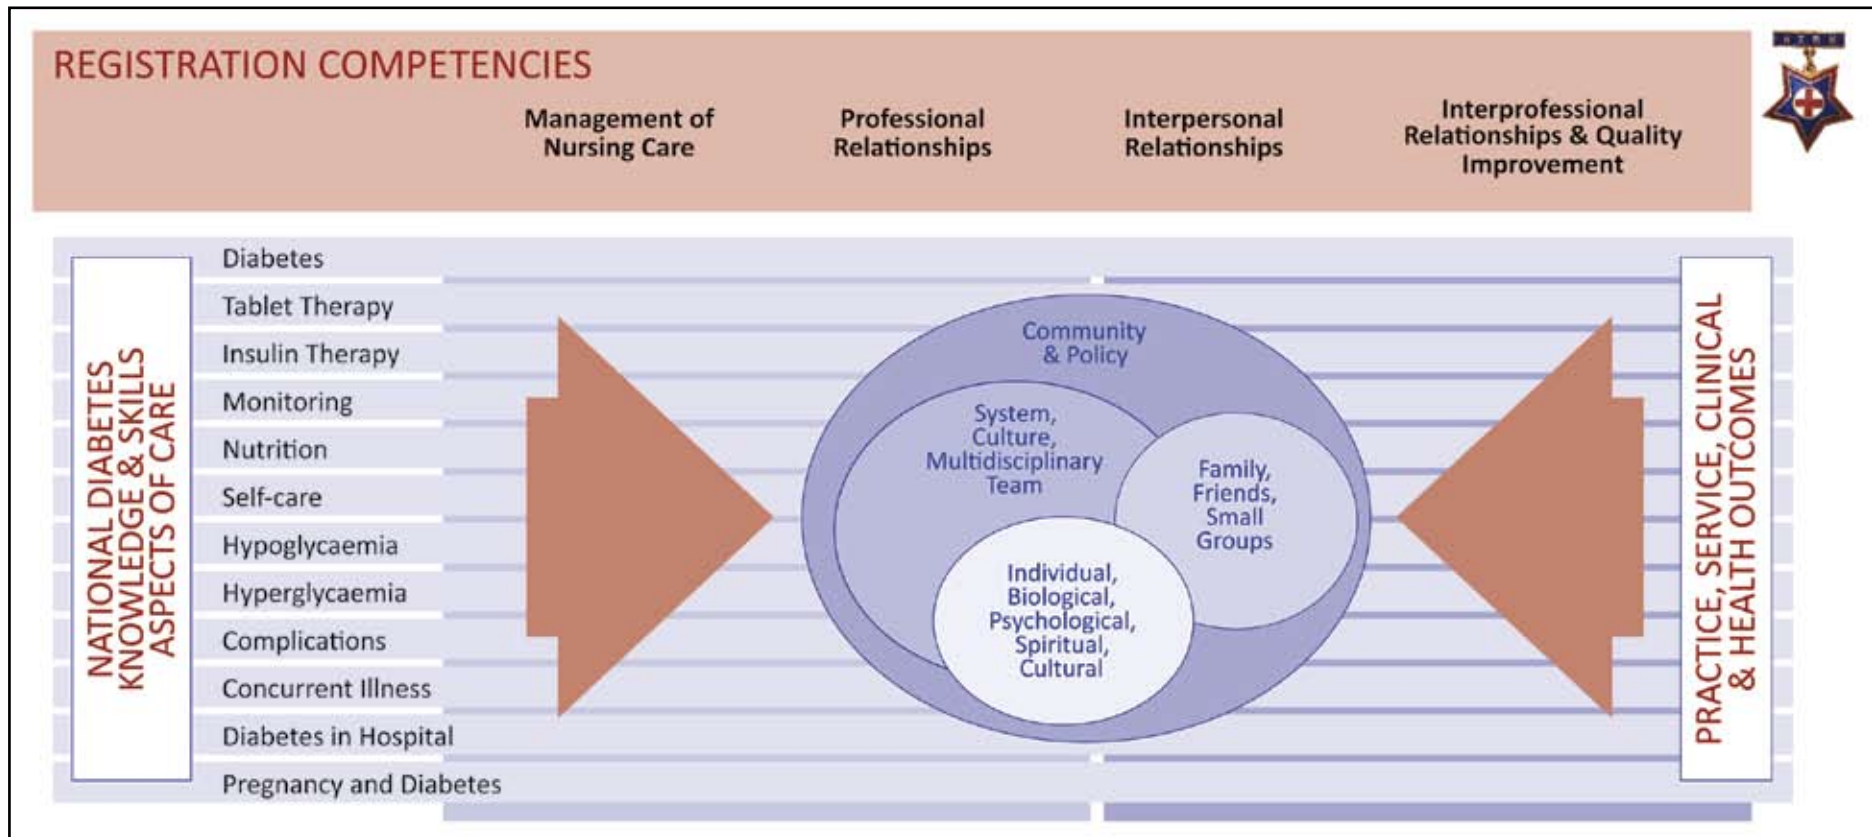 REGISTRATION COMPETENCIES
Management of
Nursing Care
Professional
Relationships
Interpersonal
Relationships
Interprofessional
Relationships & Quality
Improvement
NATIONAL DIABETES
KNOWLEDGE & SKILLS
ASPECTS OF CARE
Diabetes
Tablet Therapy
Insulin Therapy
Monitoring
Nutrition
Self-care
Hypoglycaemia
Hyperglycaemia
Complications
Concurrent Illness
Diabetes in Hospital
Pregnancy and Diabetes
Community
& Policy
System,
Culture,
Multidisciplinary
Team
Family,
Friends,
Small
Groups
Individual,
Biological,
Psychological,
Spiritual,
Cultural
PRACTICE, SERVICE, CLINICAL
& HEALTH OUTCOMES